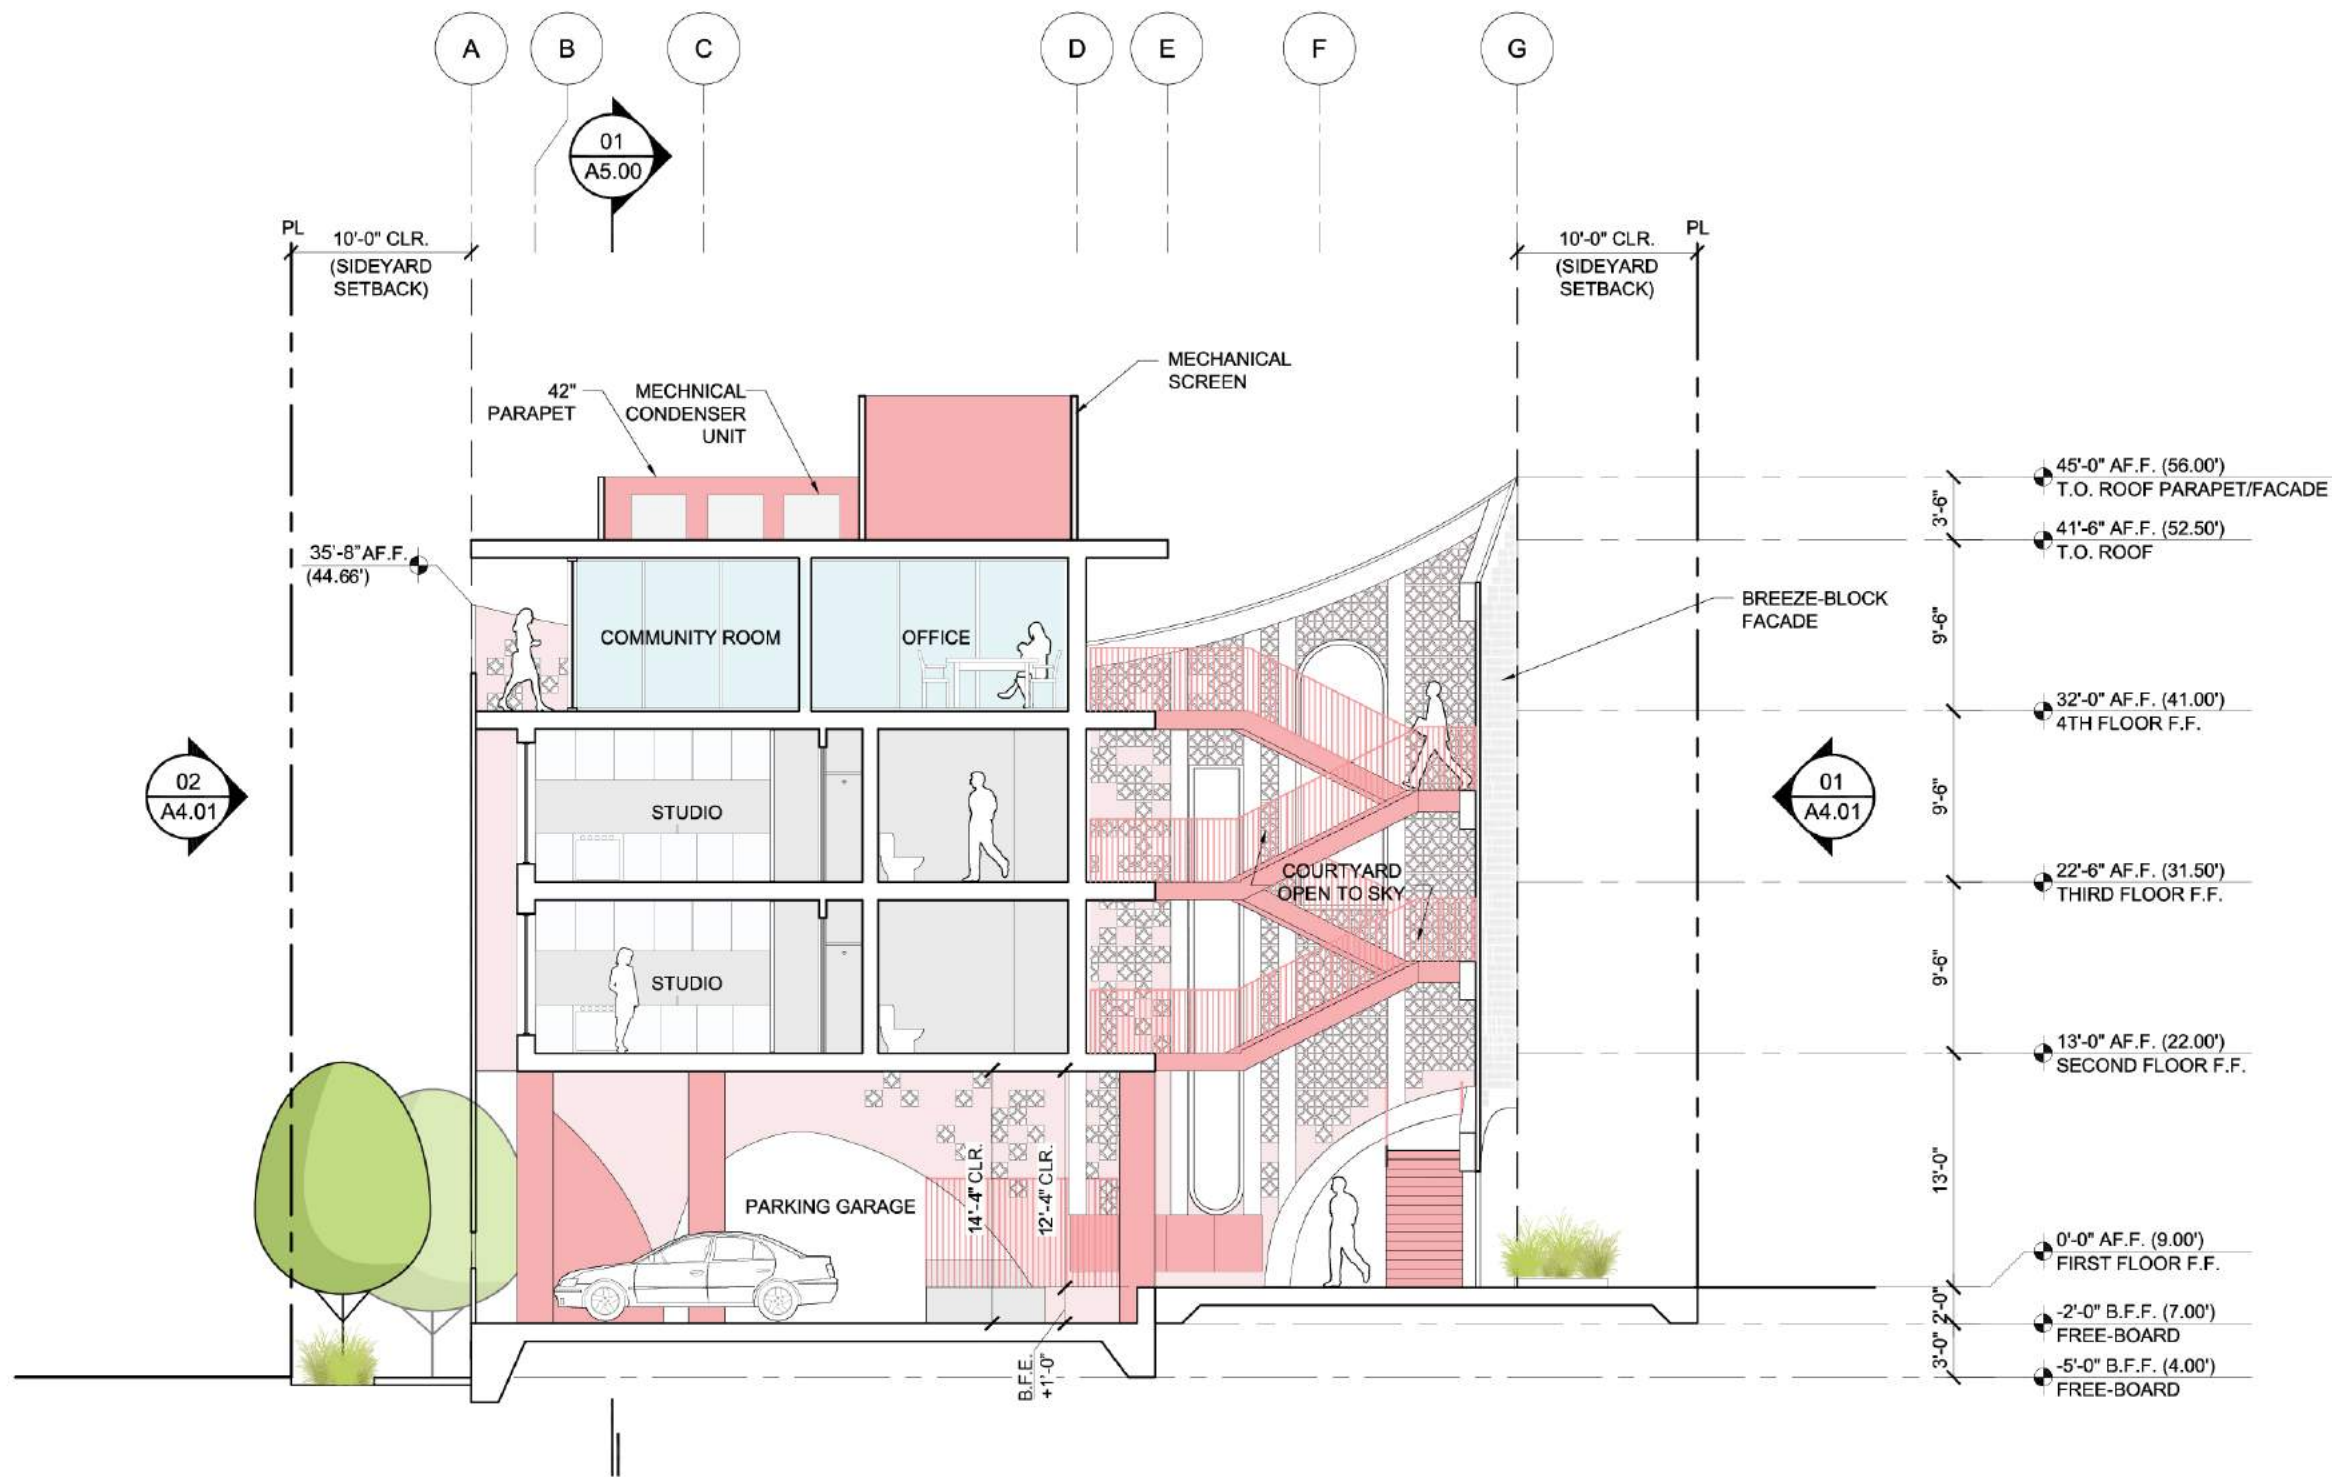 A
B
C
D
E
F
G
01
A5.00
PL
10'-0" CLR.
(SIDEYARD
SETBACK)
PL
10'-0" CLR.
(SIDEYARD
SETBACK)
MECHANICAL
SCREEN
42"
PARAPET
MECHNICAL
CONDENSER
UNIT
45'-0" AF.F. (56.00')
T.O. ROOF PARAPET/FACADE
3'-6"
41'-6" AF.F. (52.50')
T.O. ROOF
35'-8" AF.F.
(44.66')
BREEZE-BLOCK
FACADE
9'-6"
COMMUNITY ROOM
OFFICE
32'-0" AF.F. (41.00')
4TH FLOOR F.F.
02
A4.01
01
A4.01
9'-6"
STUDIO
COURTYARD
OPEN TO SKY
22'-6" AF.F. (31.50')
THIRD FLOOR F.F.
9'-6"
STUDIO
13'-0" AF.F. (22.00')
SECOND FLOOR F.F.
13'-0"
14'-4" CLR.
12'-4" CLR.
PARKING GARAGE
0'-0" AF.F. (9.00')
FIRST FLOOR F.F.
2'-0"
-2'-0" B.F.F. (7.00')
FREE-BOARD
3'-0"
B.F.E.
+1'-0"
-5'-0" B.F.F. (4.00')
FREE-BOARD